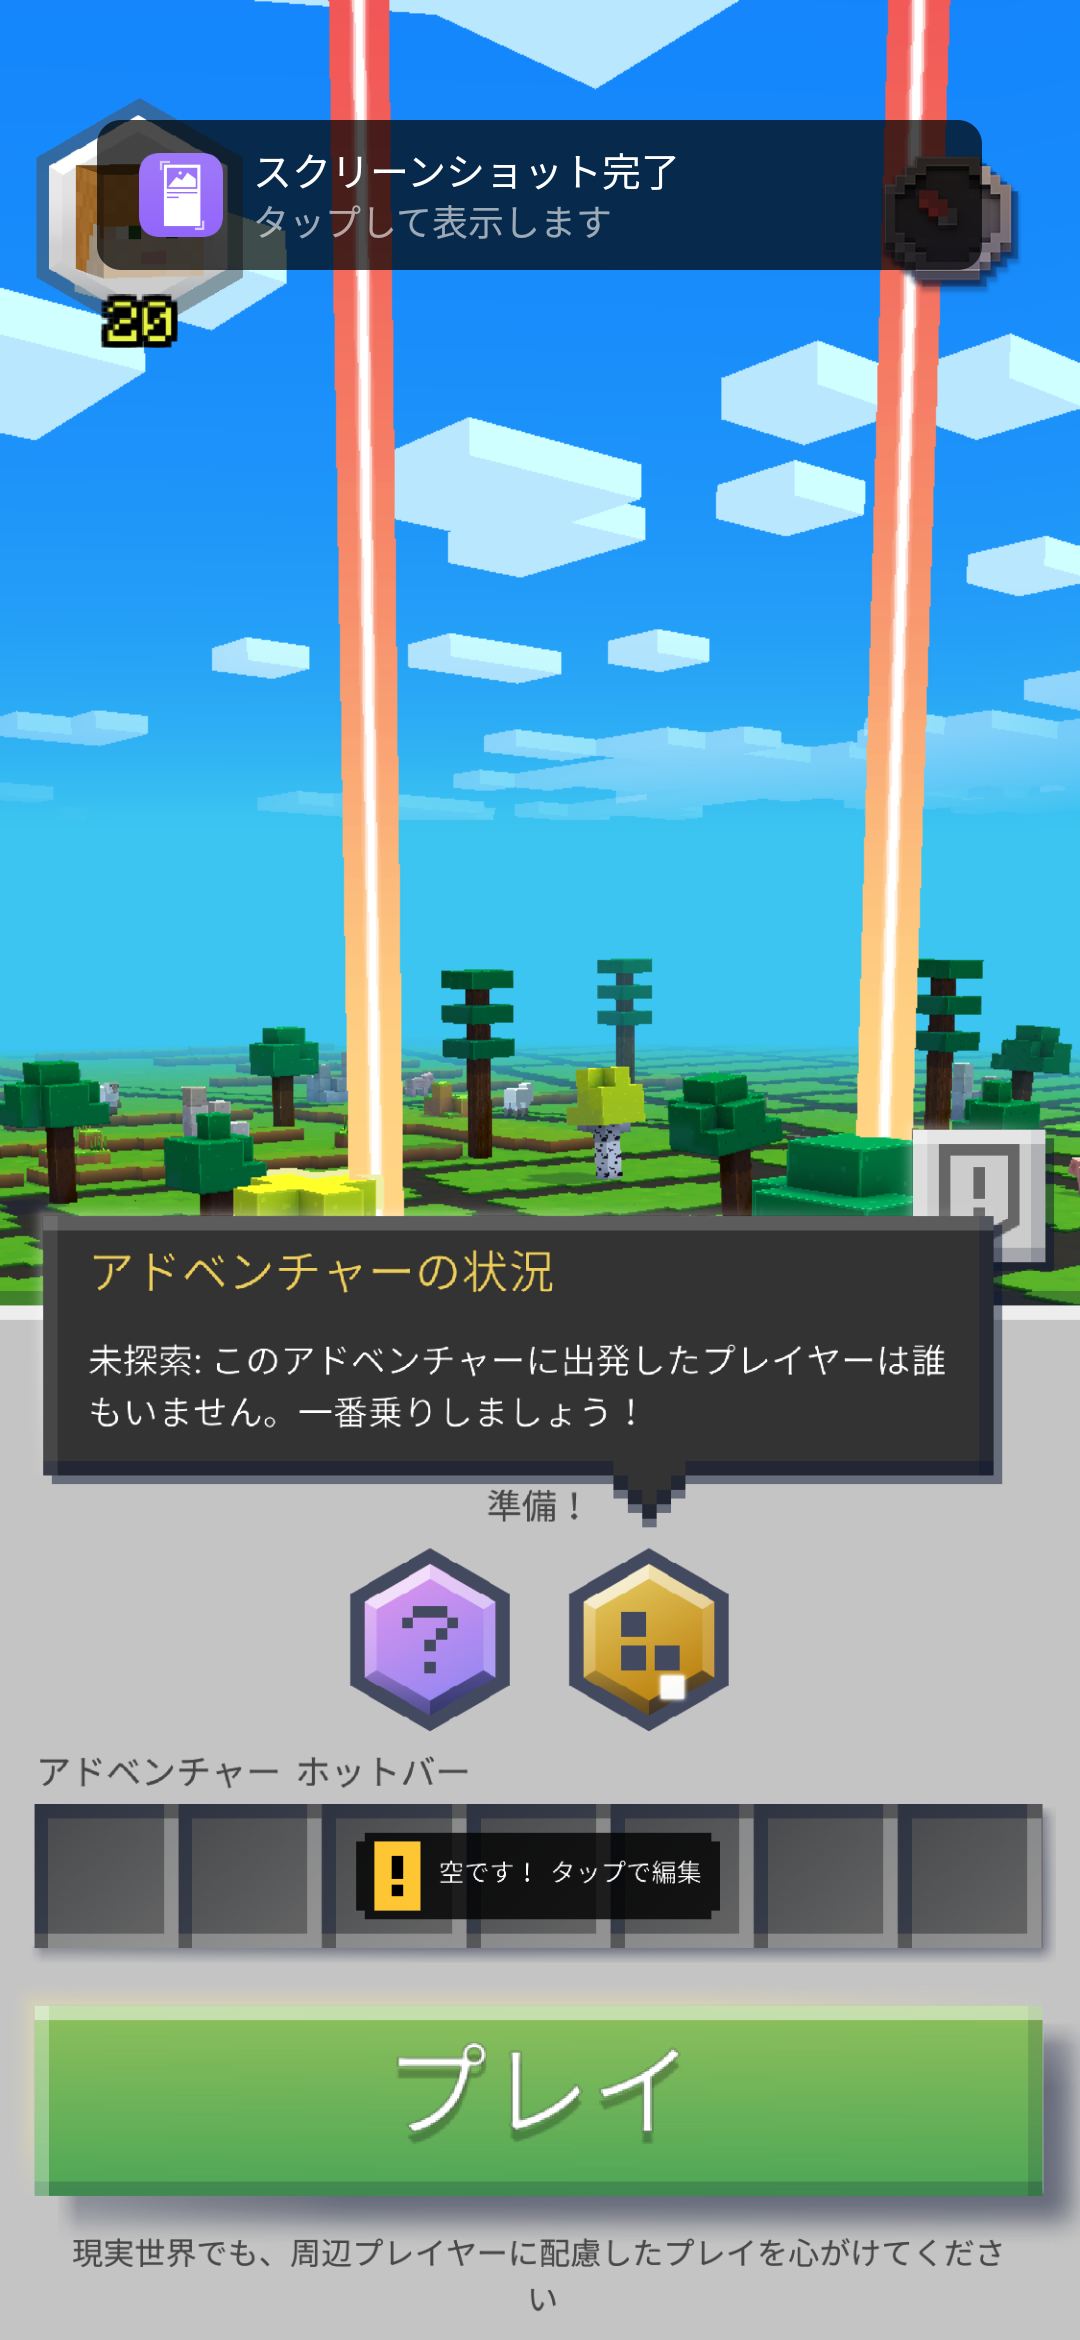 スクリーンショット完了
タップして表示します
20
アドベンチャーの状況
未探索: このアドベンチャーに出発したプレイヤーは誰
もいません。一番乗りしましょう！
準備！
アドベンチャー ホットバー
空です！ タップで編集
プレイ
現実世界でも、周辺プレイヤーに配慮したプレイを心がけてくださ
い